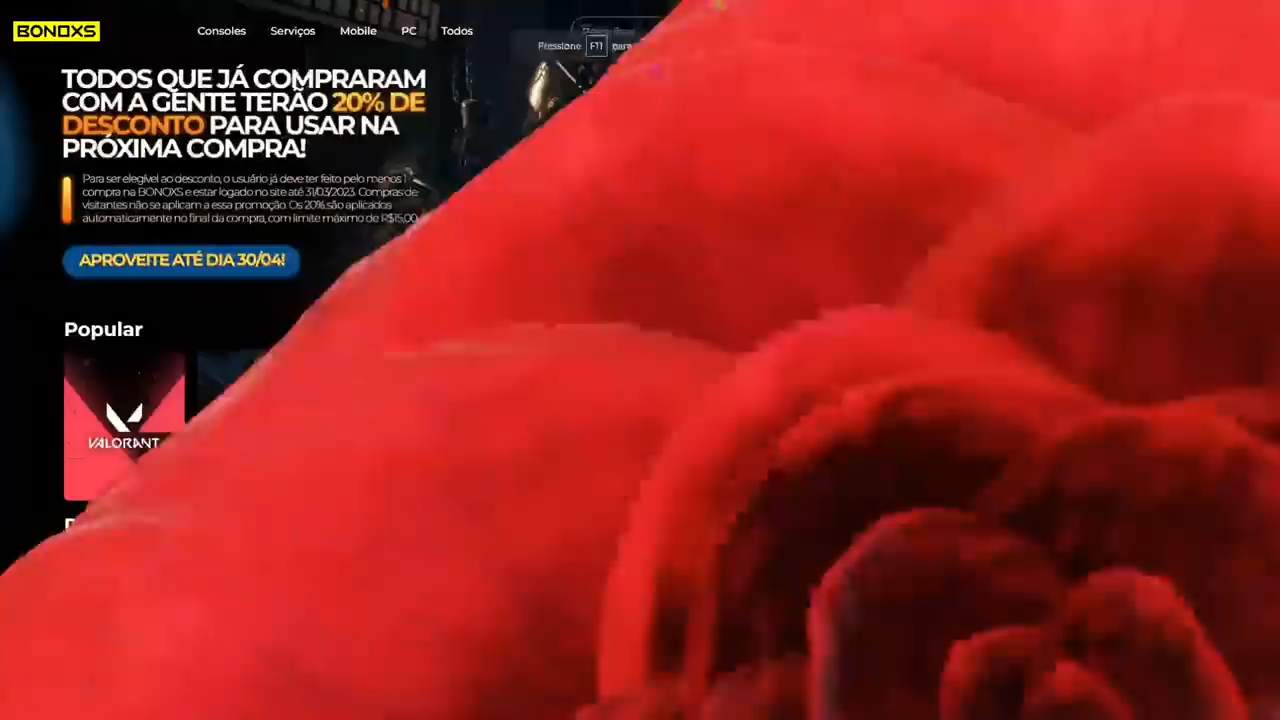 BONOXS
Consoles Serviços Mobile PC Todos
Pressione F11 para
TODOS QUE JÁ COMPRARAM
COM A GENTE TERÃO 20% DE
DESCONTO PARA USAR NA
PRÓXIMA COMPRA!
Para ser elegível ao desconto, o usuário já deve ter feito pelo menos 1
compra na BONOXS e estar logado no site até 31/03/2023. Compras de
visitantes não se aplicam a essa promoção. Os 20% são aplicados
automaticamente no final da compra, com limite máximo de R$15,00
APROVEITE ATÉ DIA 30/04!
Popular
VALORANT